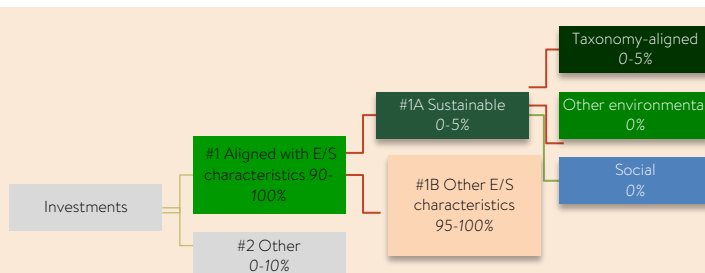 Taxonomy-aligned
0-5%
#1A Sustainable
0-5%
Other environmenta
0%
#1 Aligned with E/S
characteristics 90-
100%
Social
0%
#1B Other E/S
characteristics
95-100%
Investments
#2 Other
0-10%